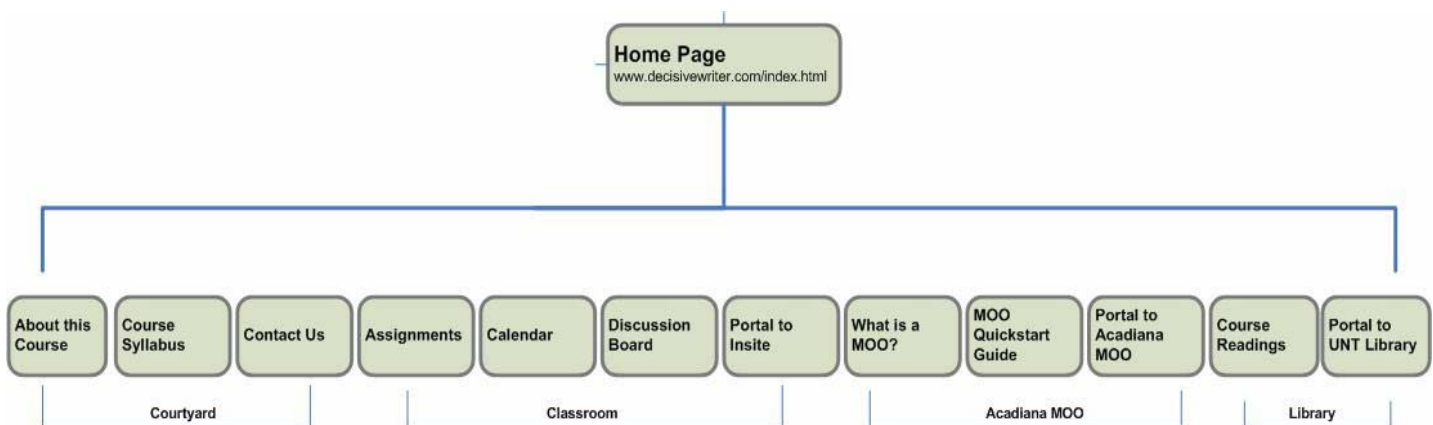 Home Page
www.decisivewriter.com/index.html
About this
Course
Course
Syllabus
Contact Us
Assignments
Calendar
Discussion
Board
Portal to
Insite
What is a
MOO?
MOO
Quickstart
Guide
Portal to
Acadiana
MOO
Course
Readings
Portal to
UNT Library
Courtyard
Classroom
Acadiana MOO
Library